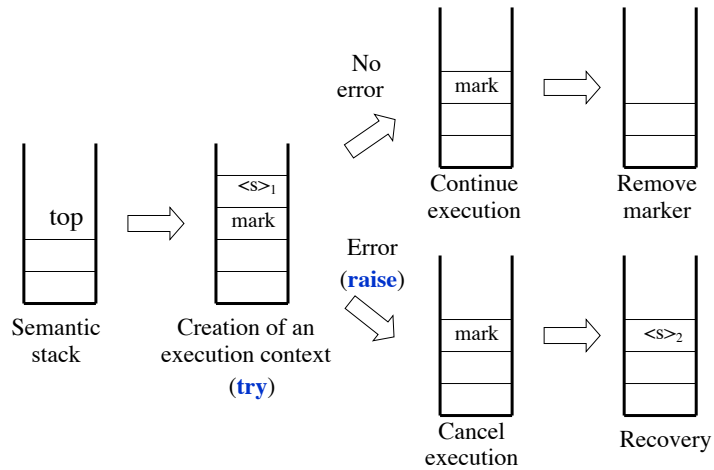 top
Semantic
stack
<s>₁
mark
Creation of an
execution context
(try)
No
error
mark
Continue
execution
Remove
marker
Error
(raise)
mark
Cancel
execution
<s>₂
Recovery